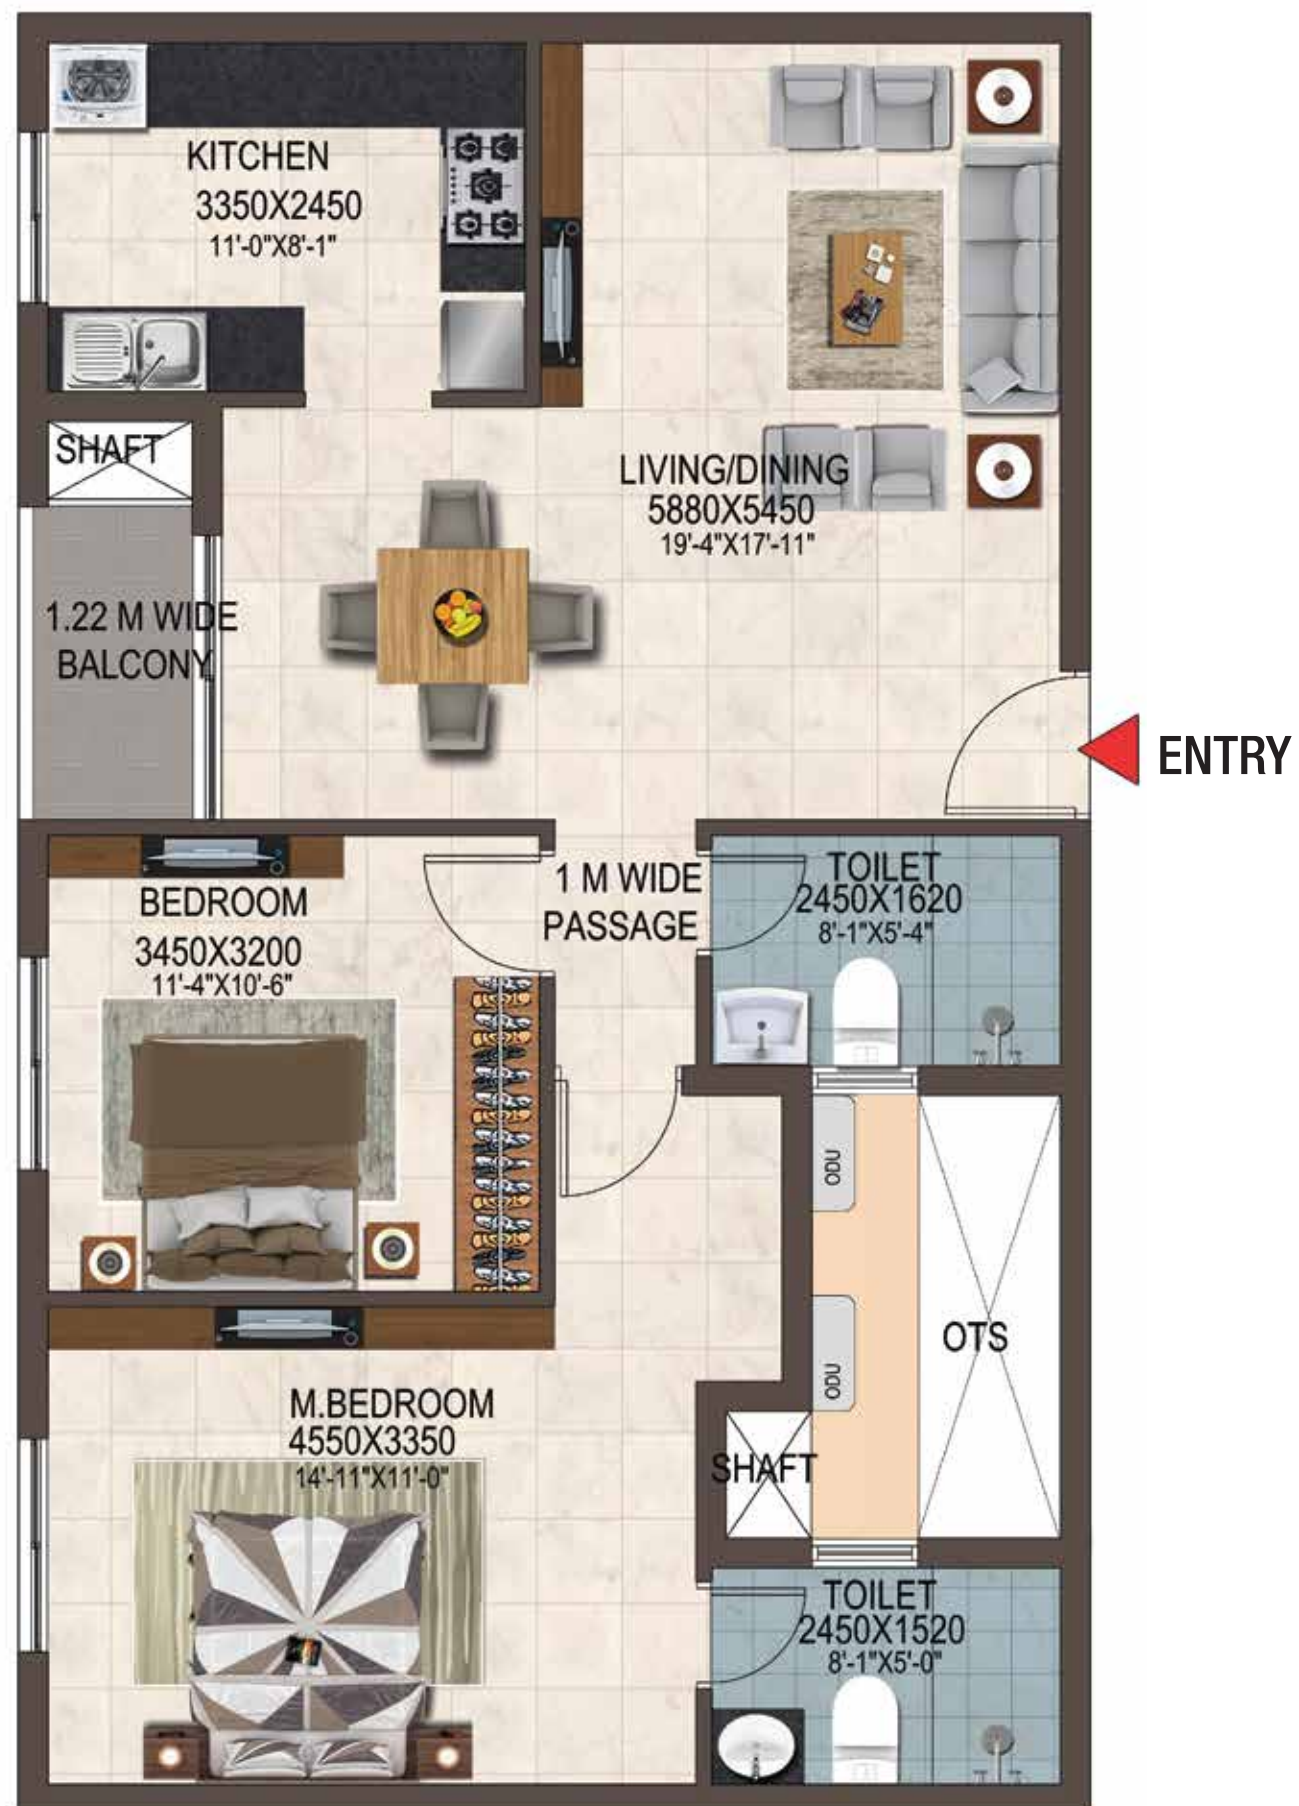 KITCHEN
3350X2450
11'-0"X8'-1"
SHAFT
LIVING/DINING
5880X5450
19'-4"X17'-11"
1.22 M WIDE
BALCONY
ENTRY
BEDROOM
3450X3200
11'-4"X10'-6"
1 M WIDE
PASSAGE
TOILET
2450X1620
8'-1"X5'-4"
ODU
ODU
OTS
M.BEDROOM
4550X3350
14'-11"X11'-0"
SHAFT
TOILET
2450X1520
8'-1"X5'-0"